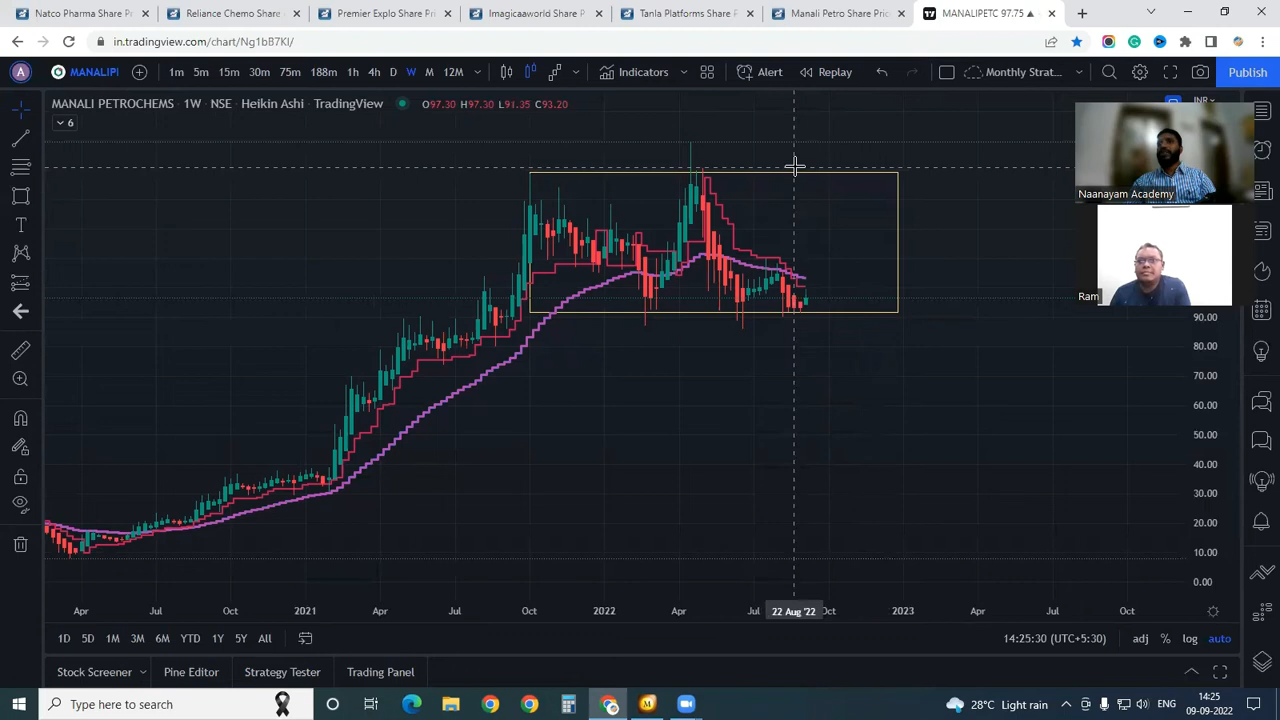 Natco Pharma Share Price
Reliance Chemo Share P
Premier Explo Share Pri
Imagicaaworld Share P
Tanla Platforms Share P
Manali Petro Share Pric
MANALIPETC 97.75 ▲
in.tradingview.com/chart/Ng1bB7Kl/
A MANALIPI 1m 5m 15m 30m 75m 188m 1h 4h D W M 12M Indicators Alert Replay Monthly Strat... Publish
MANALI PETROCHEMS · 1W · NSE · Heikin Ashi · TradingView O97.30 H97.30 L91.35 C93.20
INR
6
Naanayam Academy
Ram
90.00
80.00
70.00
60.00
50.00
40.00
30.00
20.00
10.00
0.00
Apr Jul Oct 2021 Apr Jul Oct 2022 Apr Jul 22 Aug '22 Oct 2023 Apr Jul Oct
1D 5D 1M 3M 6M YTD 1Y 5Y All 14:25:30 (UTC+5:30) adj % log auto
Stock Screener Pine Editor Strategy Tester Trading Panel
Type here to search 28°C Light rain ENG 14:25
09-09-2022